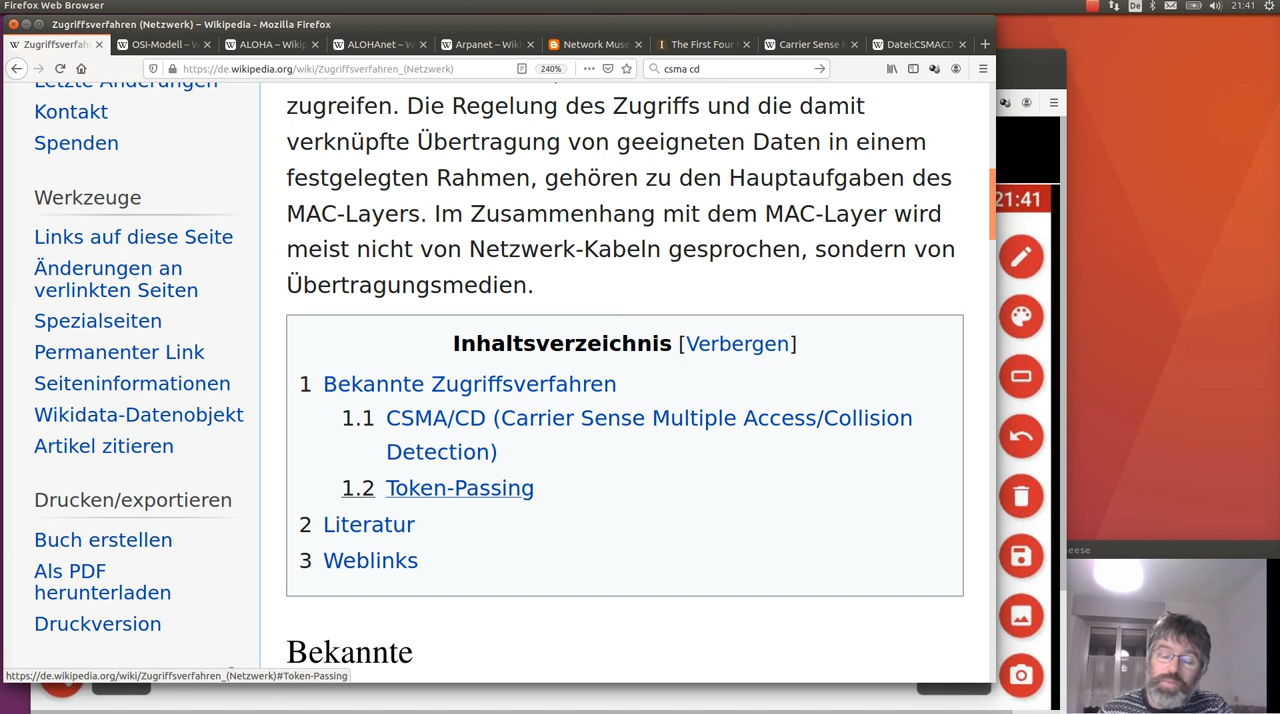 Firefox Web Browser
De
21:41
Zugriffsverfahren (Netzwerk) – Wikipedia - Mozilla Firefox
Zugriffsverfah
OSI-Modell – W
ALOHA – Wikip
ALOHAnet – W
Arpanet – Wiki
Network Muse
The First Four
Carrier Sense M
Datei:CSMACD
https://de.wikipedia.org/wiki/Zugriffsverfahren_(Netzwerk)
240%
csma cd
Letzte Änderungen
Kontakt
Spenden
Werkzeuge
Links auf diese Seite
Änderungen an
verlinkten Seiten
Spezialseiten
Permanenter Link
Seiteninformationen
Wikidata-Datenobjekt
Artikel zitieren
Drucken/exportieren
Buch erstellen
Als PDF
herunterladen
Druckversion
zugreifen. Die Regelung des Zugriffs und die damit
verknüpfte Übertragung von geeigneten Daten in einem
festgelegten Rahmen, gehören zu den Hauptaufgaben des
MAC-Layers. Im Zusammenhang mit dem MAC-Layer wird
meist nicht von Netzwerk-Kabeln gesprochen, sondern von
Übertragungsmedien.
Inhaltsverzeichnis [Verbergen]
1 Bekannte Zugriffsverfahren
1.1 CSMA/CD (Carrier Sense Multiple Access/Collision
Detection)
1.2 Token-Passing
2 Literatur
3 Weblinks
Bekannte
https://de.wikipedia.org/wiki/Zugriffsverfahren_(Netzwerk)#Token-Passing
21:41
eese